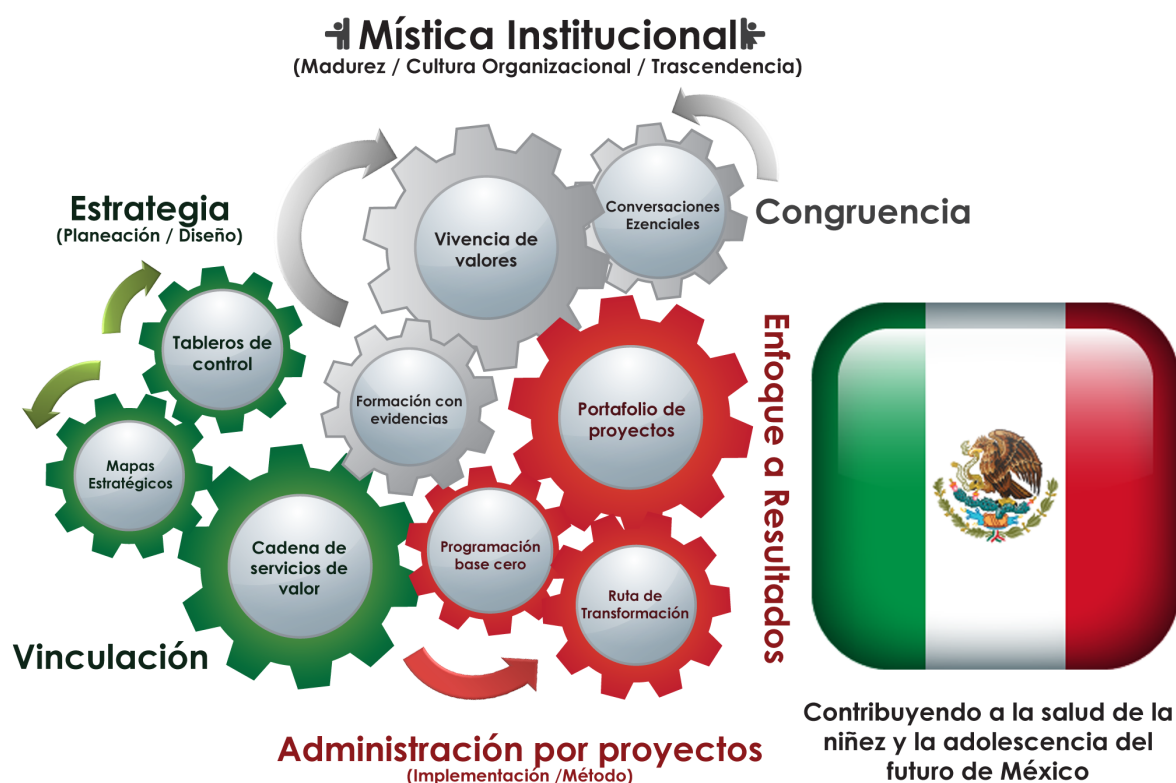 Mística Institucional
(Madurez / Cultura Organizacional / Trascendencia)
Estrategia
(Planeación / Diseño)
Vivencia de
valores
Conversaciones
Ezenciales
Congruencia
Tableros de
control
Formación con
evidencias
Portafolio de
proyectos
Enfoque a Resultados
Mapas
Estratégicos
Cadena de
servicios de
valor
Programación
base cero
Ruta de
Transformación
Vinculación
Administración por proyectos
(Implementación /Método)
Contribuyendo a la salud de la
niñez y la adolescencia del
futuro de México